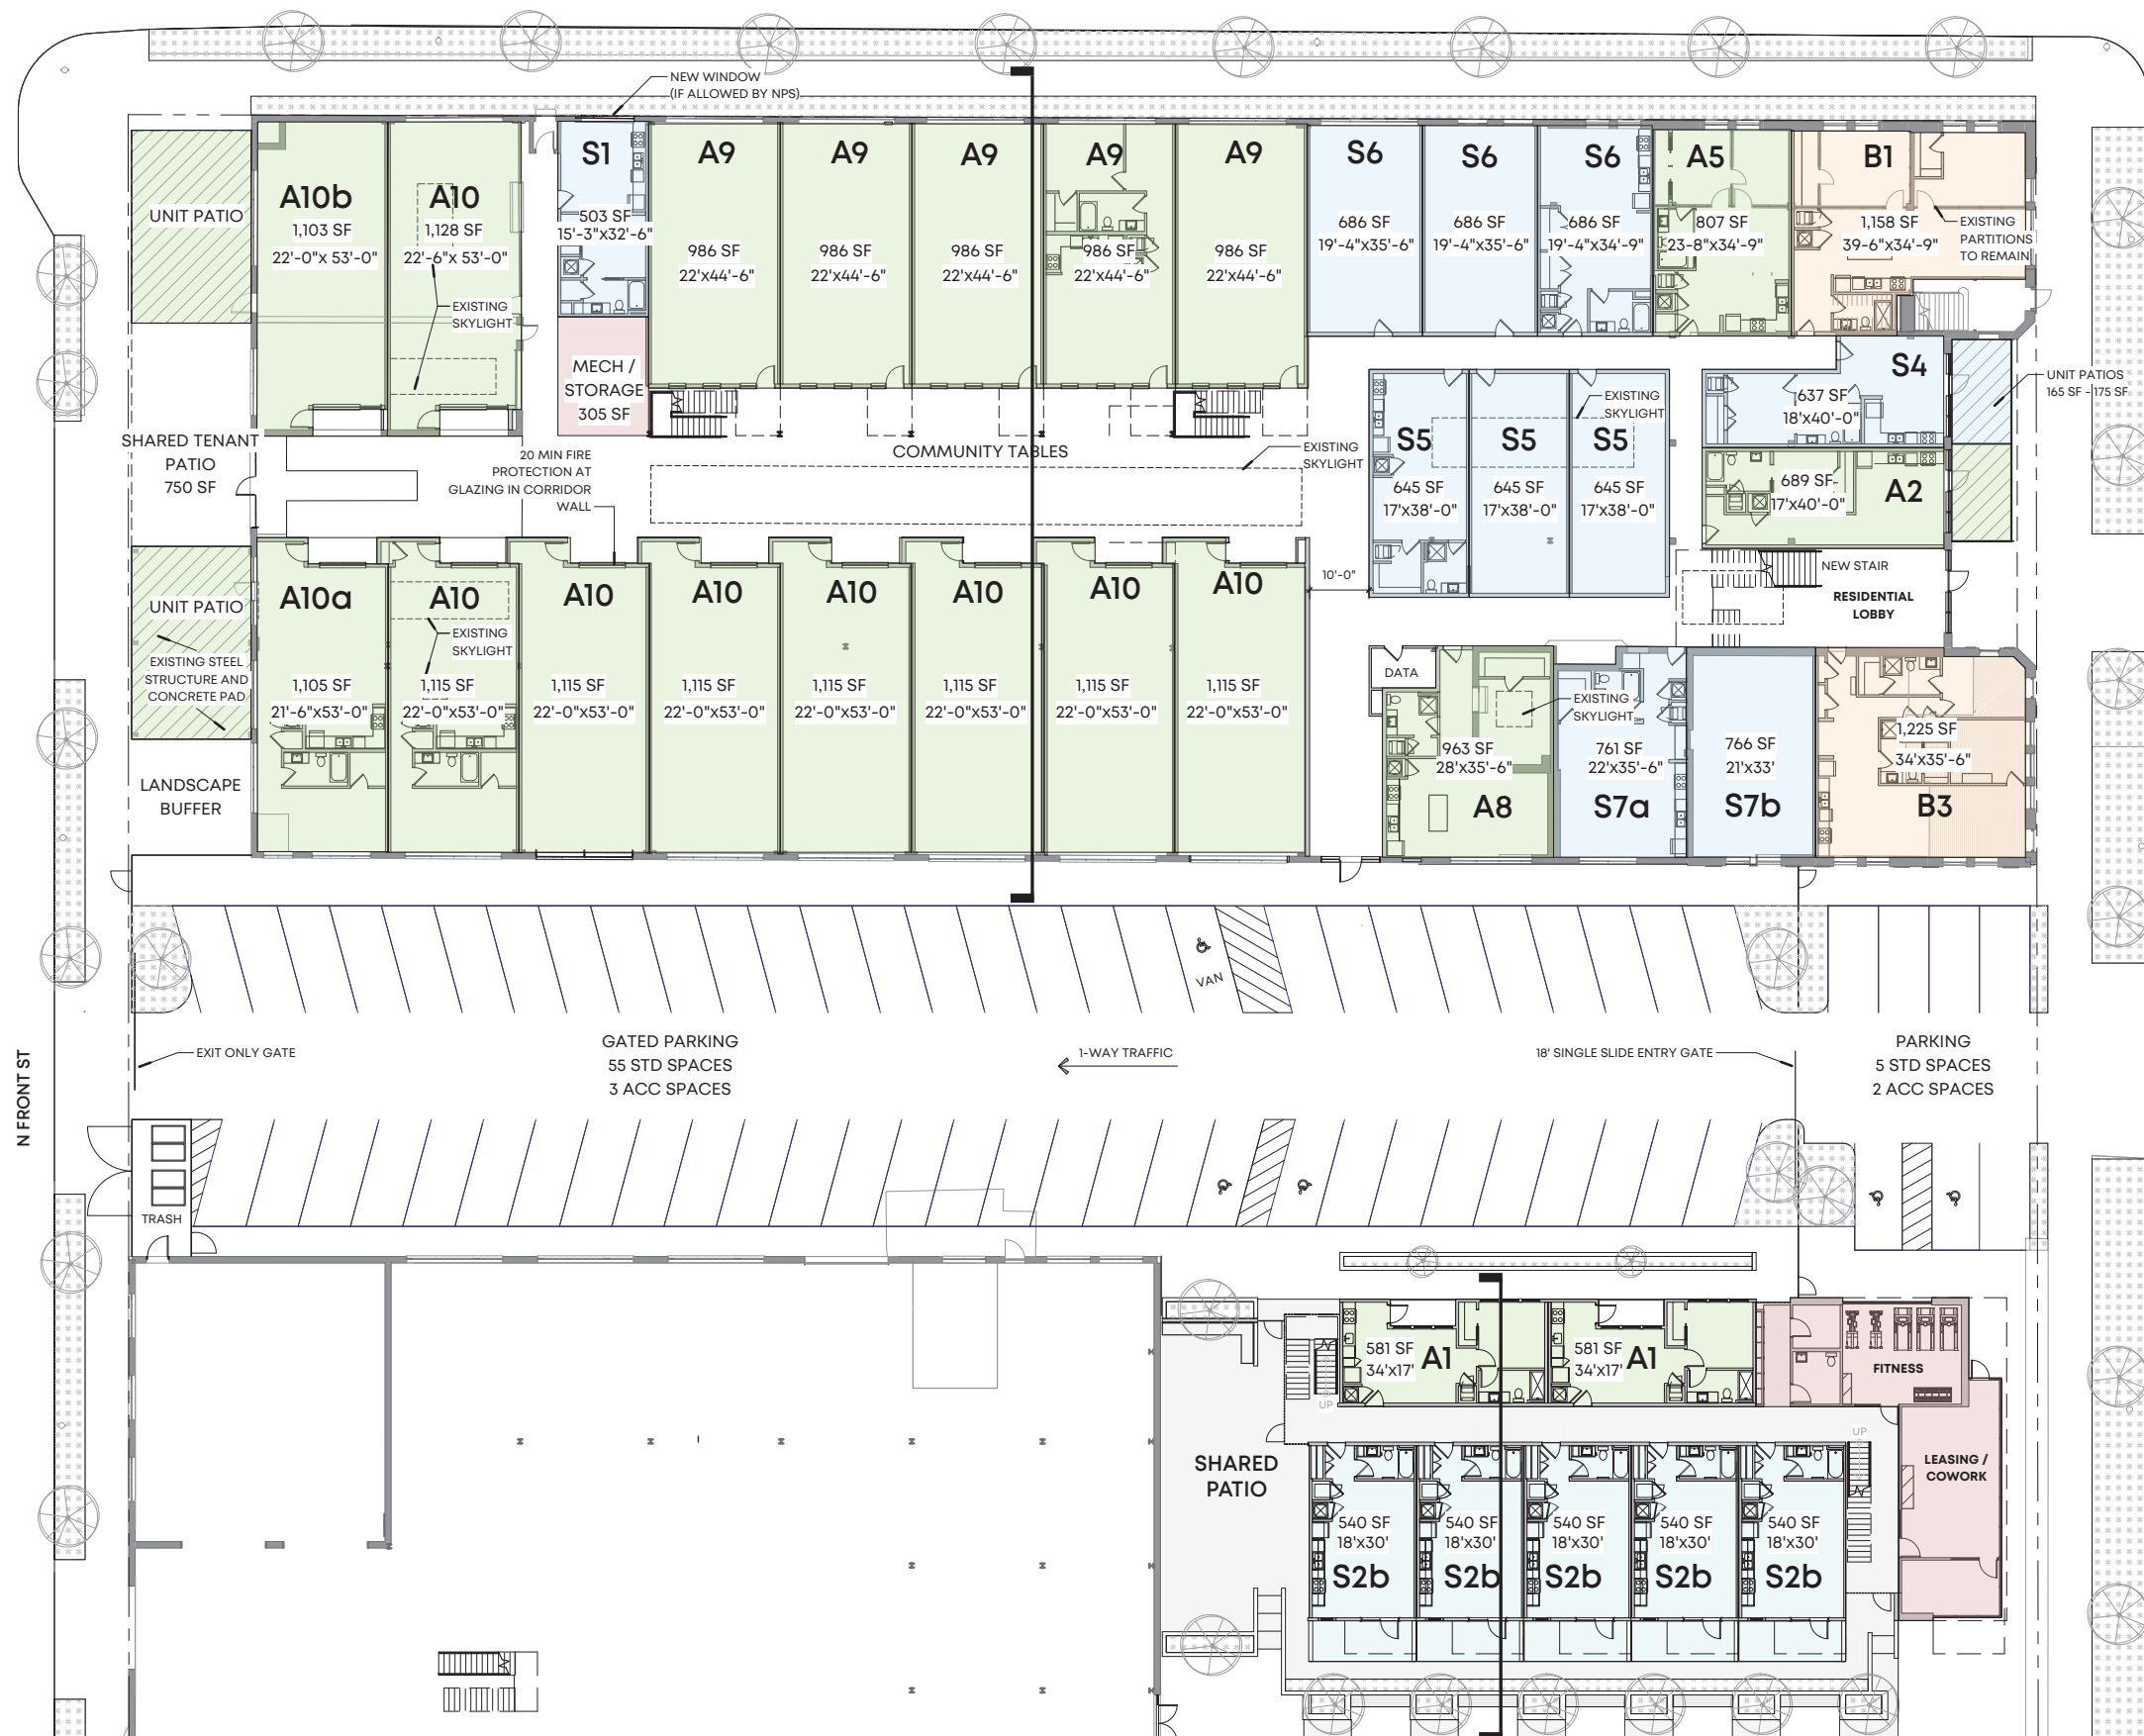 NEW WINDOW
(IF ALLOWED BY NPS)
UNIT PATIO
A10b
1,103 SF
22'-0"x 53'-0"
A10
1,128 SF
22'-6"x 53'-0"
EXISTING
SKYLIGHT
S1
503 SF
15'-3"x32'-6"
MECH /
STORAGE
305 SF
A9
986 SF
22'x44'-6"
A9
986 SF
22'x44'-6"
A9
986 SF
22'x44'-6"
A9
986 SF
22'x44'-6"
A9
986 SF
22'x44'-6"
S6
686 SF
19'-4"x35'-6"
S6
686 SF
19'-4"x35'-6"
S6
686 SF
19'-4"x34'-9"
A5
807 SF
23-8"x34'-9"
B1
1,158 SF
39-6"x34'-9"
EXISTING
PARTITIONS
TO REMAIN
S4
637 SF
18'x40'-0"
UNIT PATIOS
165 SF -175 SF
SHARED TENANT
PATIO
750 SF
20 MIN FIRE
PROTECTION AT
GLAZING IN CORRIDOR
WALL
COMMUNITY TABLES
EXISTING
SKYLIGHT
S5
645 SF
17'x38'-0"
S5
645 SF
17'x38'-0"
EXISTING
SKYLIGHT
S5
645 SF
17'x38'-0"
689 SF
17'x40'-0"
A2
10'-0"
NEW STAIR
RESIDENTIAL
LOBBY
UNIT PATIO
EXISTING STEEL
STRUCTURE AND
CONCRETE PAD
LANDSCAPE
BUFFER
A10a
1,105 SF
21'-6"x53'-0"
A10
EXISTING
SKYLIGHT
1,115 SF
22'-0"x53'-0"
A10
1,115 SF
22'-0"x53'-0"
A10
1,115 SF
22'-0"x53'-0"
A10
1,115 SF
22'-0"x53'-0"
A10
1,115 SF
22'-0"x53'-0"
A10
1,115 SF
22'-0"x53'-0"
A10
1,115 SF
22'-0"x53'-0"
DATA
963 SF
28'x35'-6"
A8
EXISTING
SKYLIGHT
761 SF
22'x35'-6"
S7a
766 SF
21'x33'
S7b
1,225 SF
34'x35'-6"
B3
VAN
EXIT ONLY GATE
GATED PARKING
55 STD SPACES
3 ACC SPACES
1-WAY TRAFFIC
18' SINGLE SLIDE ENTRY GATE
PARKING
5 STD SPACES
2 ACC SPACES
N FRONT ST
TRASH
581 SF
34'x17'
A1
581 SF
34'x17'
A1
FITNESS
UP
UP
SHARED
PATIO
LEASING /
COWORK
540 SF
18'x30'
S2b
540 SF
18'x30'
S2b
540 SF
18'x30'
S2b
540 SF
18'x30'
S2b
540 SF
18'x30'
S2b